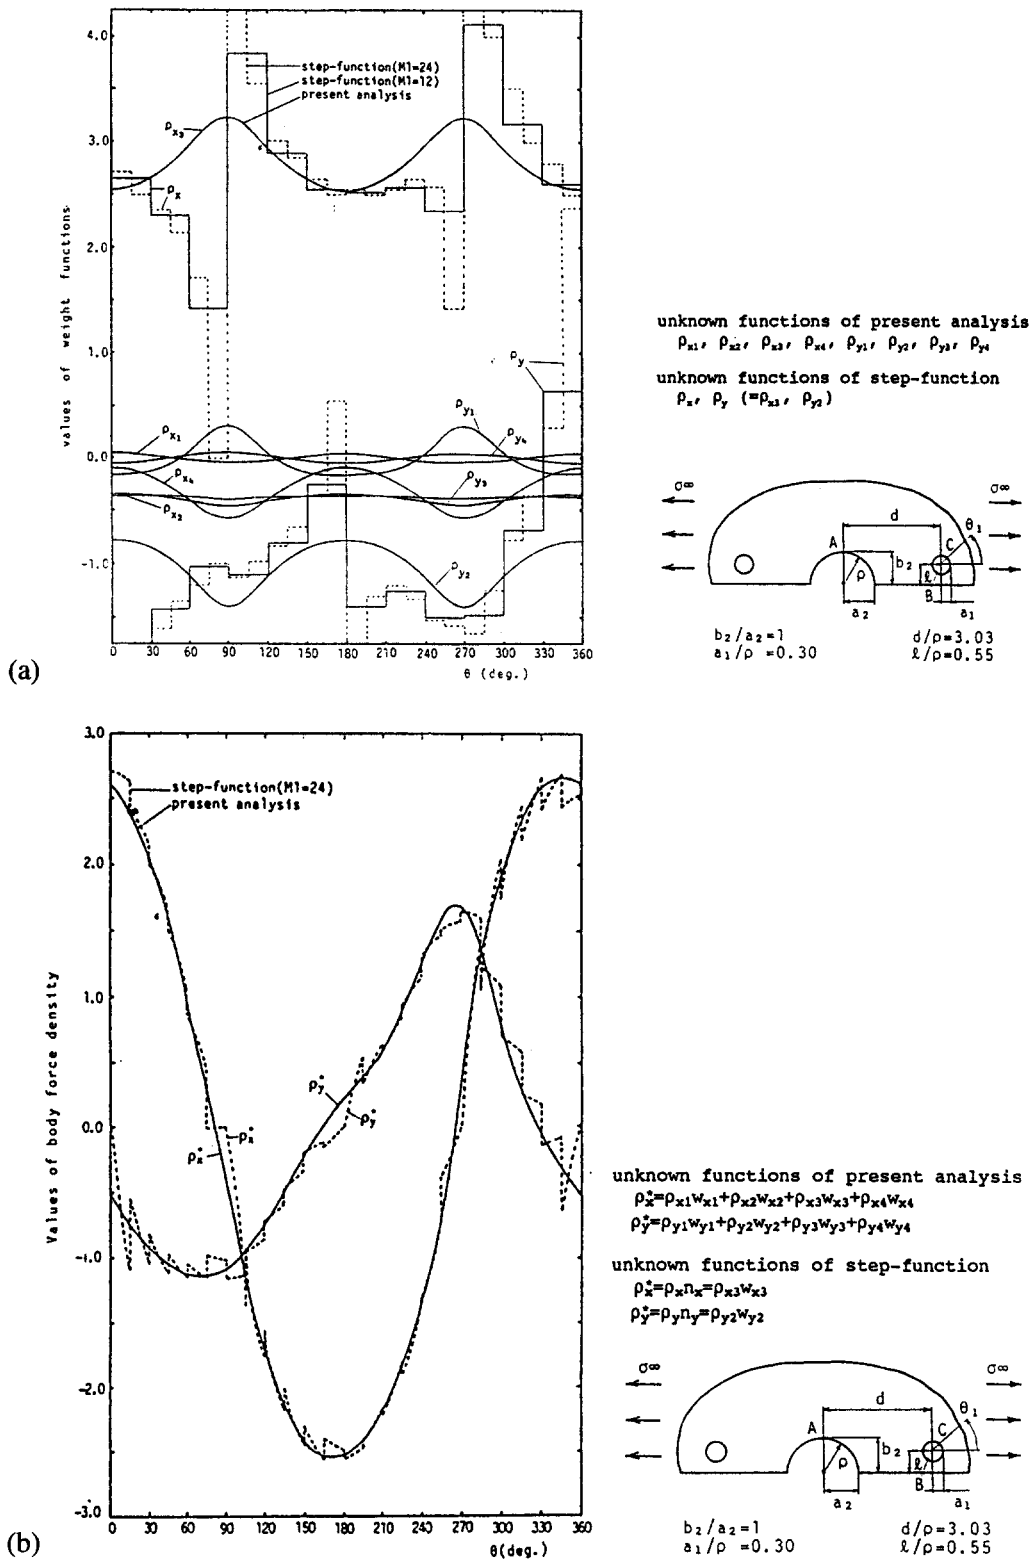 4.0
step-function(M1=24)
step-function(M1=12)
present analysis
ρx3
3.0
ρx
values of weight functions
2.0
unknown functions of present analysis
ρx1, ρx2, ρx3, ρx4, ρy1, ρy2, ρy3, ρy4
1.0
ρy
unknown functions of step-function
ρx, ρy (=ρx3, ρy2)
ρy1
ρx1
ρy4
0.0
ρx4
ρy3
σ∞ σ∞
d
θ1
ρx2
A
C
b2
ρ
ℓ
B
a2
a1
-1.0
ρy2
b2/a2=1 d/ρ=3.03
a1/ρ =0.30 ℓ/ρ=0.55
0 30 60 90 120 150 180 210 240 270 300 330 360
θ (deg.)
(a)
3.0
step-function(M1=24)
present analysis
2.0
Values of body force density
1.0
ρy*
ρy*
0.0
ρx*
ρx*
unknown functions of present analysis
ρx*=ρx1wx1+ρx2wx2+ρx3wx3+ρx4wx4
ρy*=ρy1wy1+ρy2wy2+ρy3wy3+ρy4wy4
-1.0
unknown functions of step-function
ρx*=ρxnx=ρx3wx3
ρy*=ρyny=ρy2wy2
σ∞ σ∞
-2.0
d
θ1
A
C
b2
ρ
ℓ
B
a2
a1
-3.0
0 30 60 90 120 150 180 210 240 270 300 330 360
θ(deg.)
b2/a2=1 d/ρ=3.03
a1/ρ =0.30 ℓ/ρ=0.55
(b)